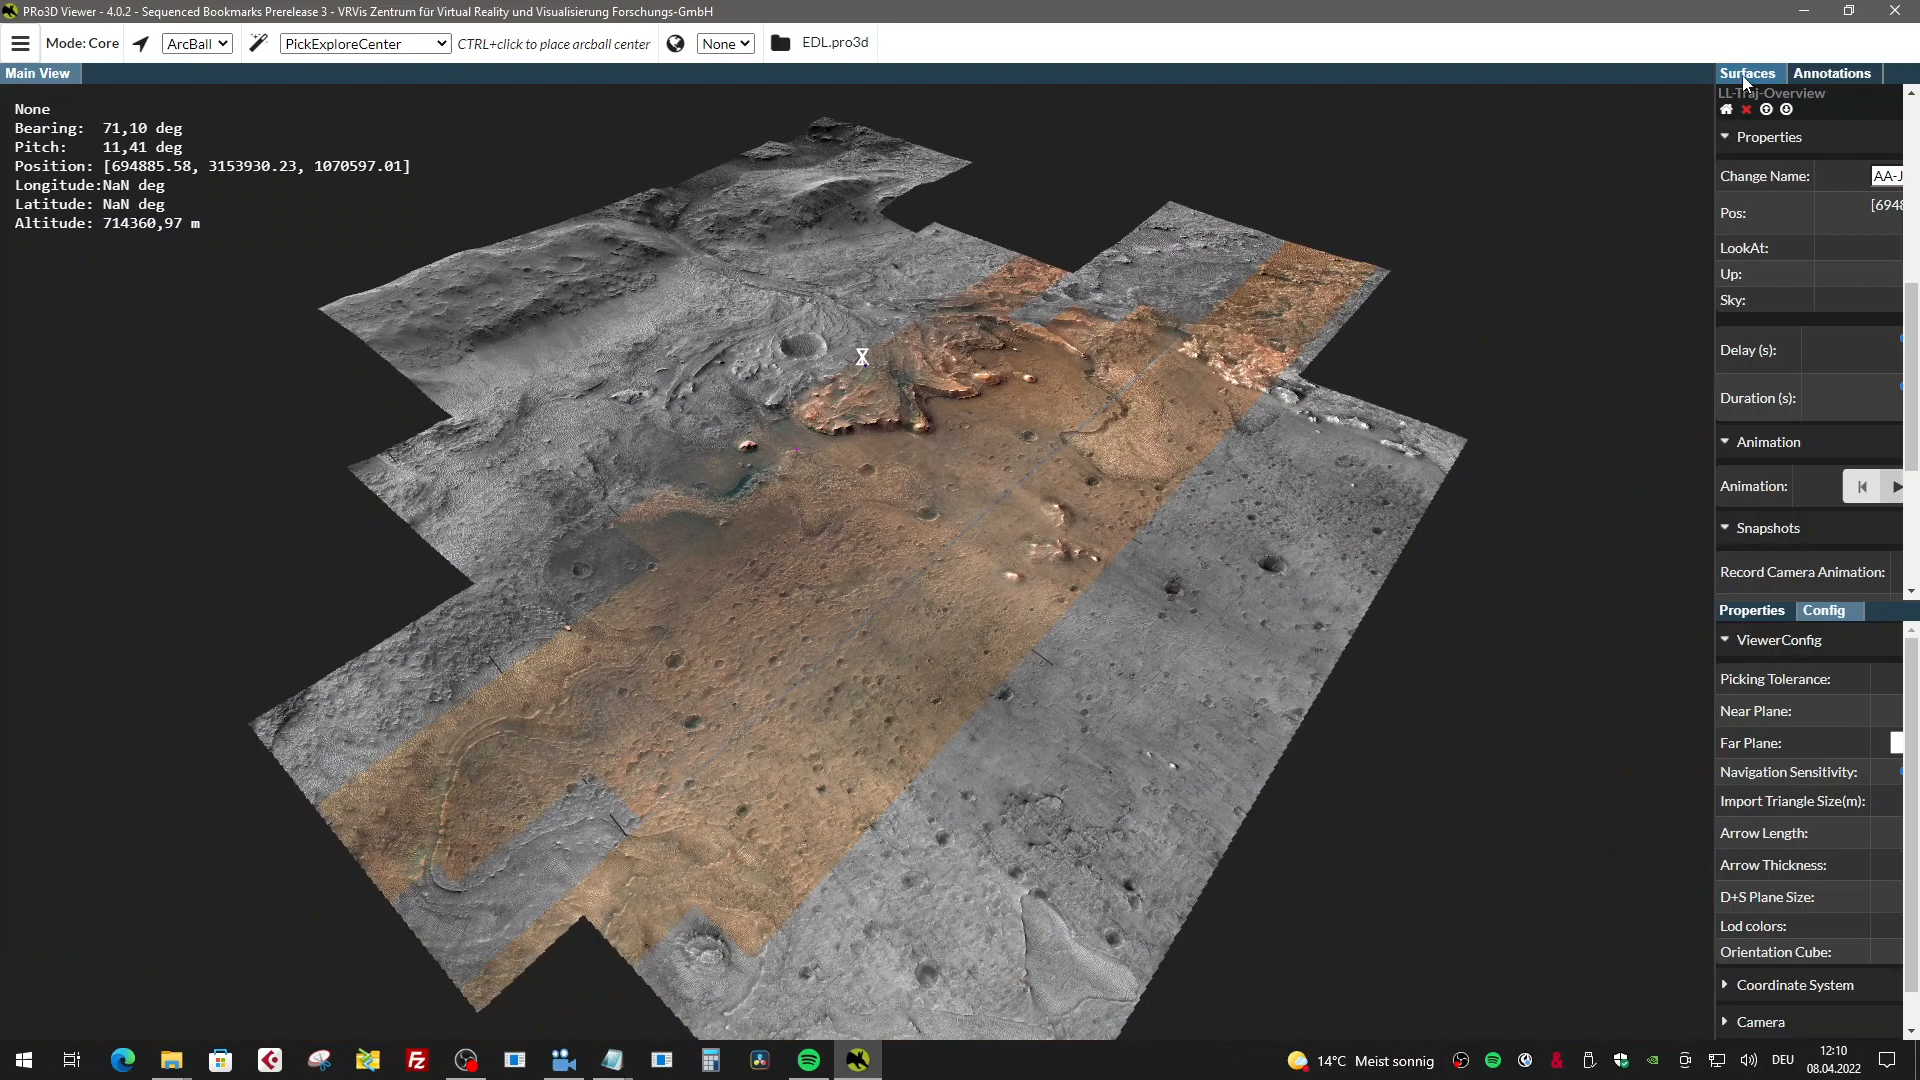 PRo3D Viewer - 4.0.2 - Sequenced Bookmarks Prerelease 3 - VRVis Zentrum für Virtual Reality und Visualisierung Forschungs-GmbH
Mode: Core
ArcBall
PickExploreCenter
CTRL+click to place arcball center
None
EDL.pro3d
Main View
Surfaces
Annotations
None
Bearing: 71,10 deg
Pitch: 11,41 deg
Position: [694885.58, 3153930.23, 1070597.01]
Longitude:NaN deg
Latitude: NaN deg
Altitude: 714360,97 m
LL-Traj-Overview
Properties
Change Name:
AA-J
Pos:
[6948
LookAt:
Up:
Sky:
Delay (s):
Duration (s):
Animation
Animation:
Snapshots
Record Camera Animation:
Properties
Config
ViewerConfig
Picking Tolerance:
Near Plane:
Far Plane:
Navigation Sensitivity:
Import Triangle Size(m):
Arrow Length:
Arrow Thickness:
D+S Plane Size:
Lod colors:
Orientation Cube:
Coordinate System
Camera
14°C Meist sonnig
DEU
12:10
08.04.2022